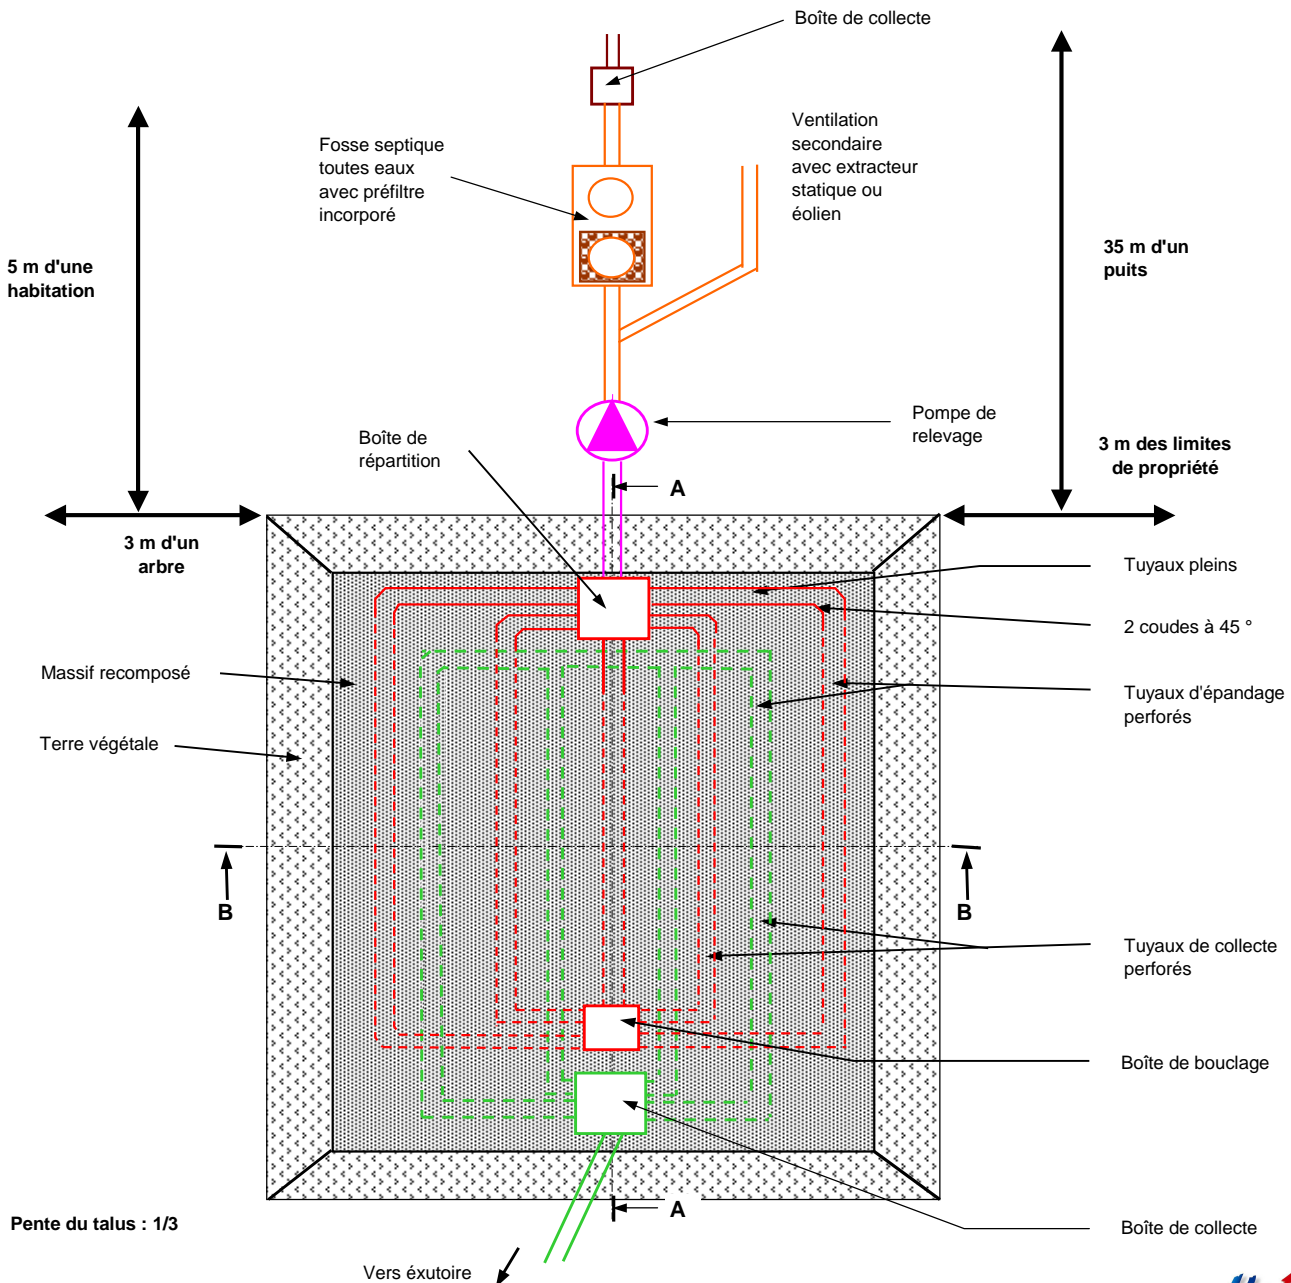 Boîte de collecte
Ventilation
secondaire
avec extracteur
statique ou
éolien
Fosse septique
toutes eaux
avec préfiltre
incorporé
5 m d'une
habitation
35 m d'un
puits
Pompe de
relevage
Boîte de
répartition
3 m des limites
de propriété
A
3 m d'un
arbre
Tuyaux pleins
2 coudes à 45 °
Massif recomposé
Tuyaux d'épandage
perforés
Terre végétale
B
B
Tuyaux de collecte
perforés
Boîte de bouclage
A
Pente du talus : 1/3
Boîte de collecte
Vers éxutoire